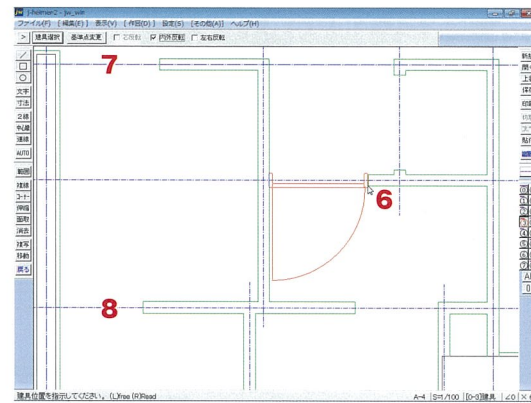 jw_win
ファイル(F) [編集(E)] 表示(V) [作図(D)] 設定(S) [その他(A)] ヘルプ(H)
> 建具選択 基準点変更 芯反転 内外反転 左右反転
文字
寸法
２線
中心線
連線
AUTO
範囲
複線
コーナー
伸縮
面取
消去
複写
移動
戻る
7
6
8
建具位置を指示してください。 (L)free (R)Read
A-4 S=1/100 [0-3]建具 ∠0